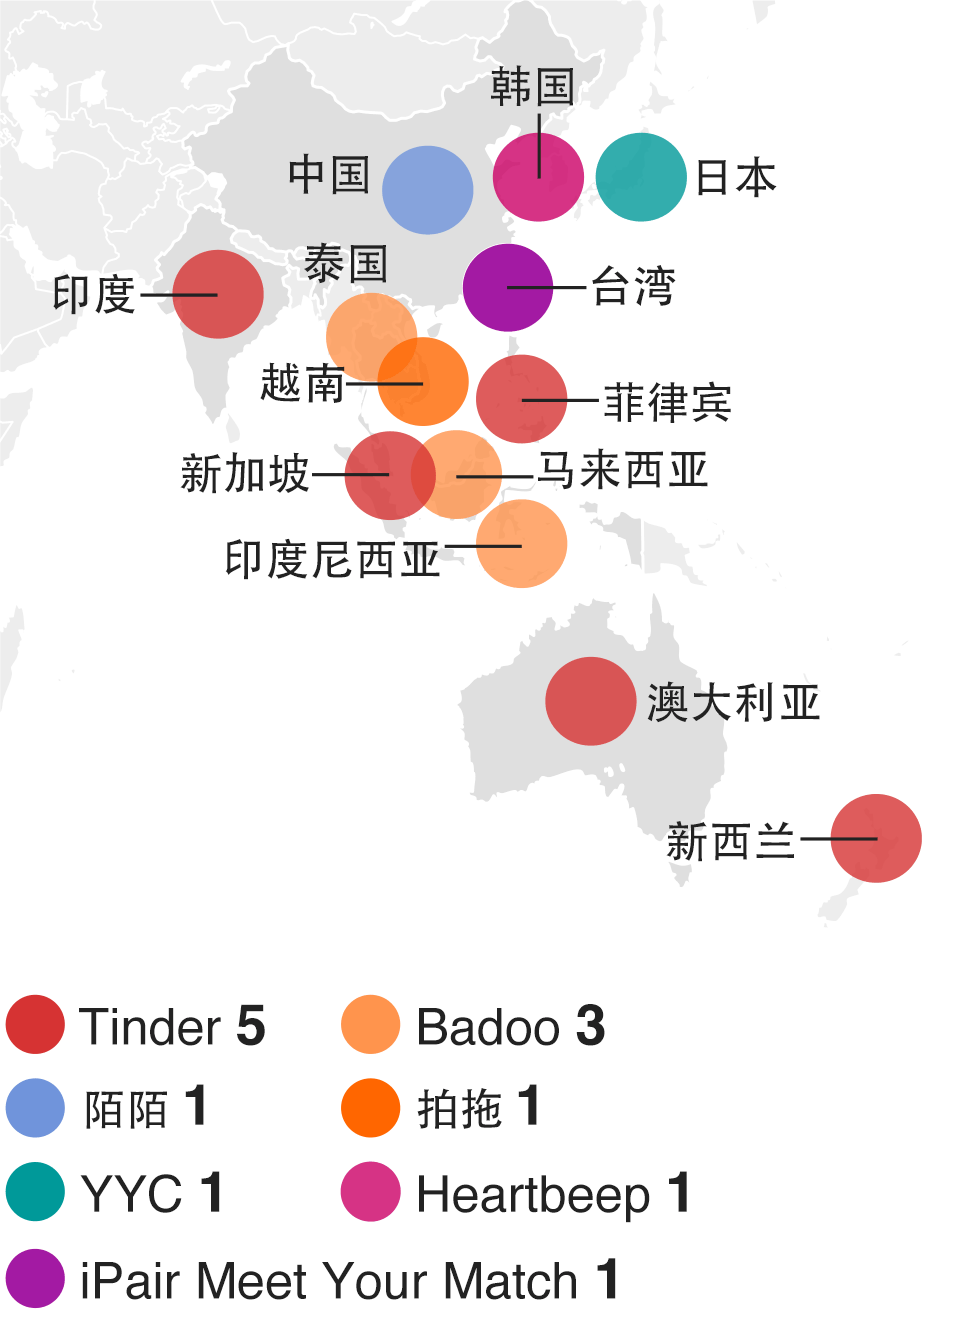 韩国
中国
日本
泰国
印度
台湾
越南
菲律宾
新加坡
马来西亚
印度尼西亚
澳大利亚
新西兰
Tinder 5
Badoo 3
陌陌 1
拍拖 1
YYC 1
Heartbeep 1
iPair Meet Your Match 1